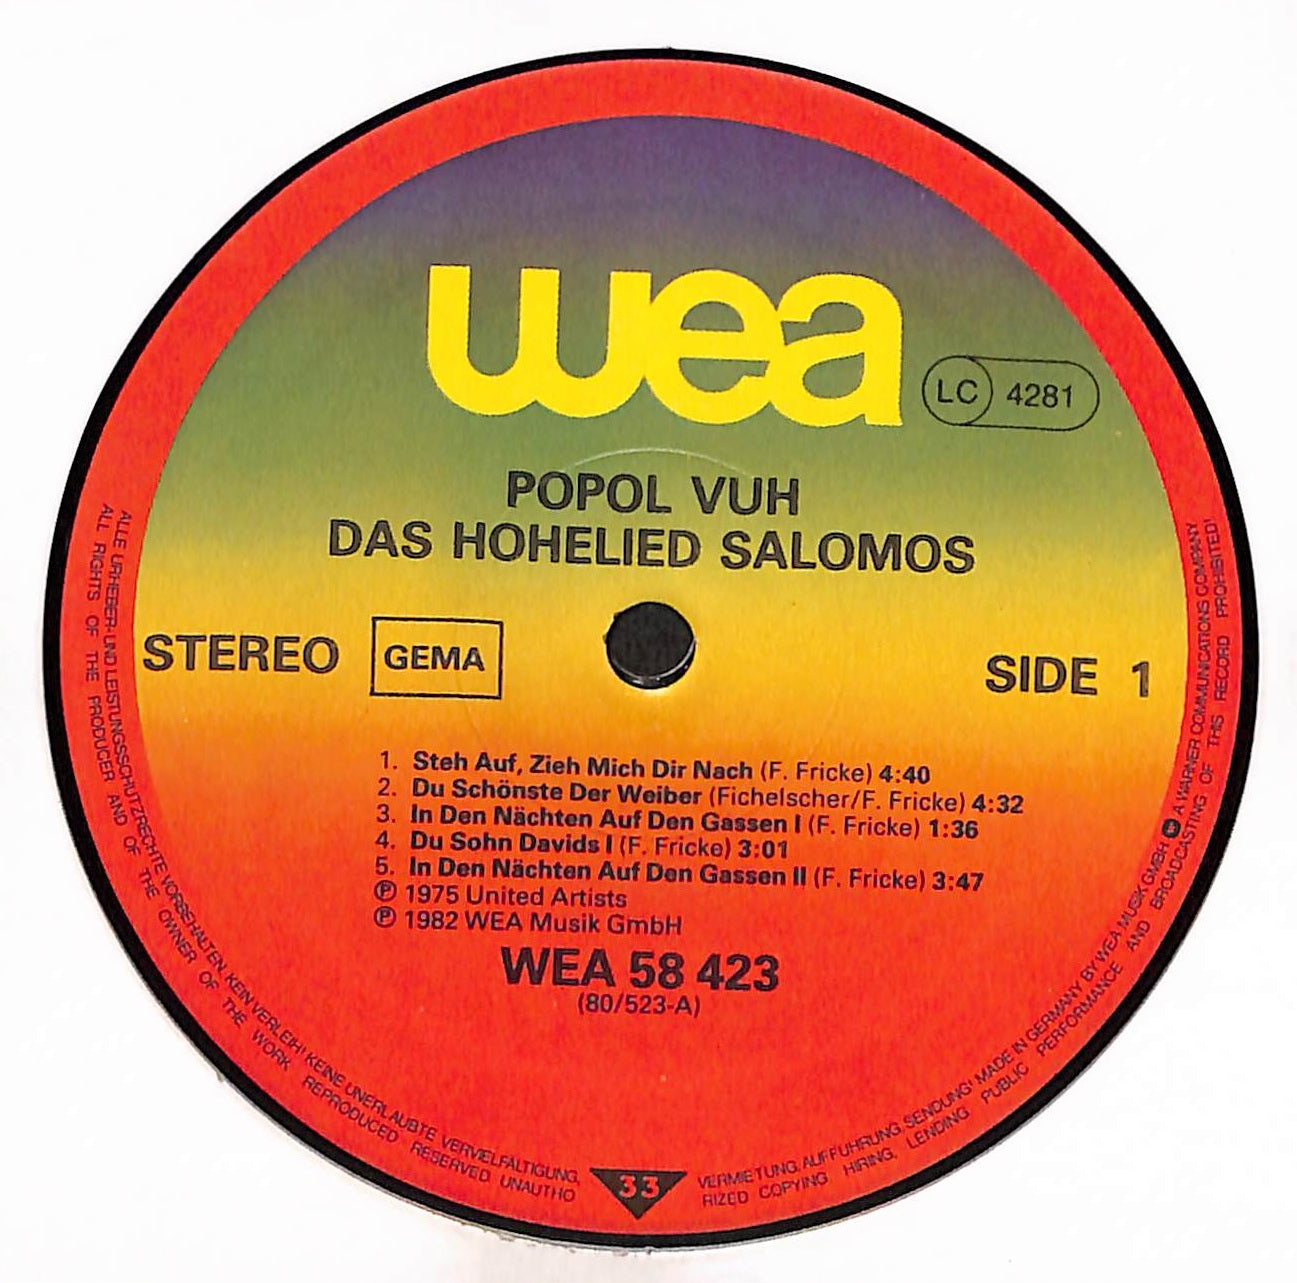 wea
LC 4281
POPOL VUH
DAS HOHELIED SALOMOS
STEREO GEMA SIDE 1
1. Steh Auf, Zieh Mich Dir Nach (F. Fricke) 4:40
2. Du Schönste Der Weiber (Fichelscher/F. Fricke) 4:32
3. In Den Nächten Auf Den Gassen I (F. Fricke) 1:36
4. Du Sohn Davids I (F. Fricke) 3:01
5. In Den Nächten Auf Den Gassen II (F. Fricke) 3:47
℗ 1975 United Artists
℗ 1982 WEA Musik GmbH
WEA 58 423
(80/523-A)
ALLE URHEBER- UND LEISTUNGSSCHUTZRECHTE VORBEHALTEN. KEIN VERLEIH! KEINE UNERLAUBTE VERVIELFÄLTIGUNG, VERMIETUNG, AUFFÜHRUNG, SENDUNG! MADE IN GERMANY BY WEA MUSIK GMBH A WARNER COMMUNICATIONS COMPANY
ALL RIGHTS OF THE PRODUCER AND OF THE OWNER OF THE WORK REPRODUCED RESERVED UNAUTHORIZED COPYING, HIRING, LENDING, PUBLIC PERFORMANCE AND BROADCASTING OF THIS RECORD PROHIBITED!
33